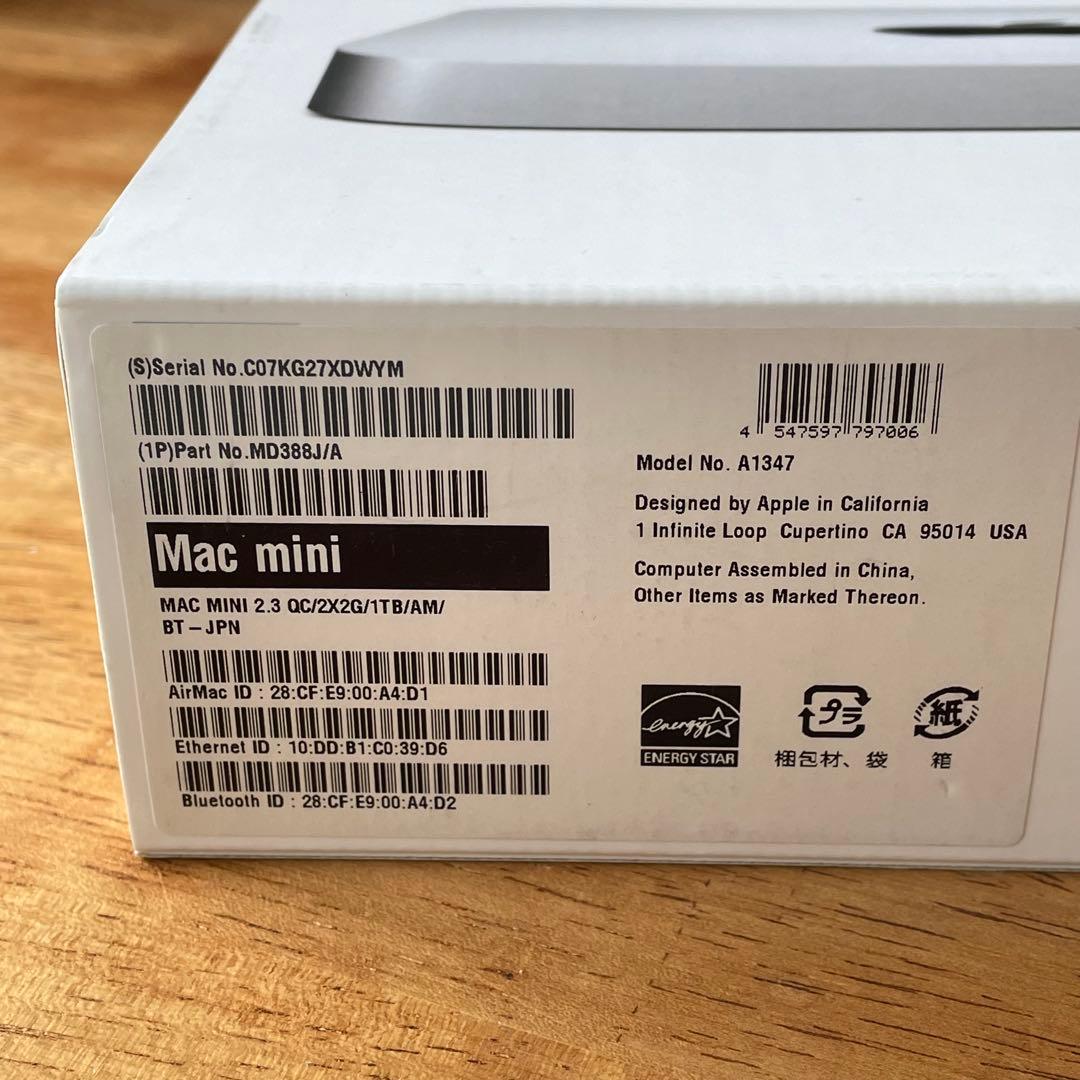 (S)Serial No.C07KG27XDWYM
(1P)Part No.MD388J/A
Mac mini
MAC MINI 2.3 QC/2X2G/1TB/AM/
BT-JPN
AirMac ID : 28:CF:E9:00:A4:D1
Ethernet ID : 10:DD:B1:C0:39:D6
Bluetooth ID : 28:CF:E9:00:A4:D2
4 547597 797006
Model No. A1347
Designed by Apple in California
1 Infinite Loop Cupertino CA 95014 USA
Computer Assembled in China,
Other Items as Marked Thereon.
energy
ENERGY STAR
プラ
梱包材、袋
紙
箱